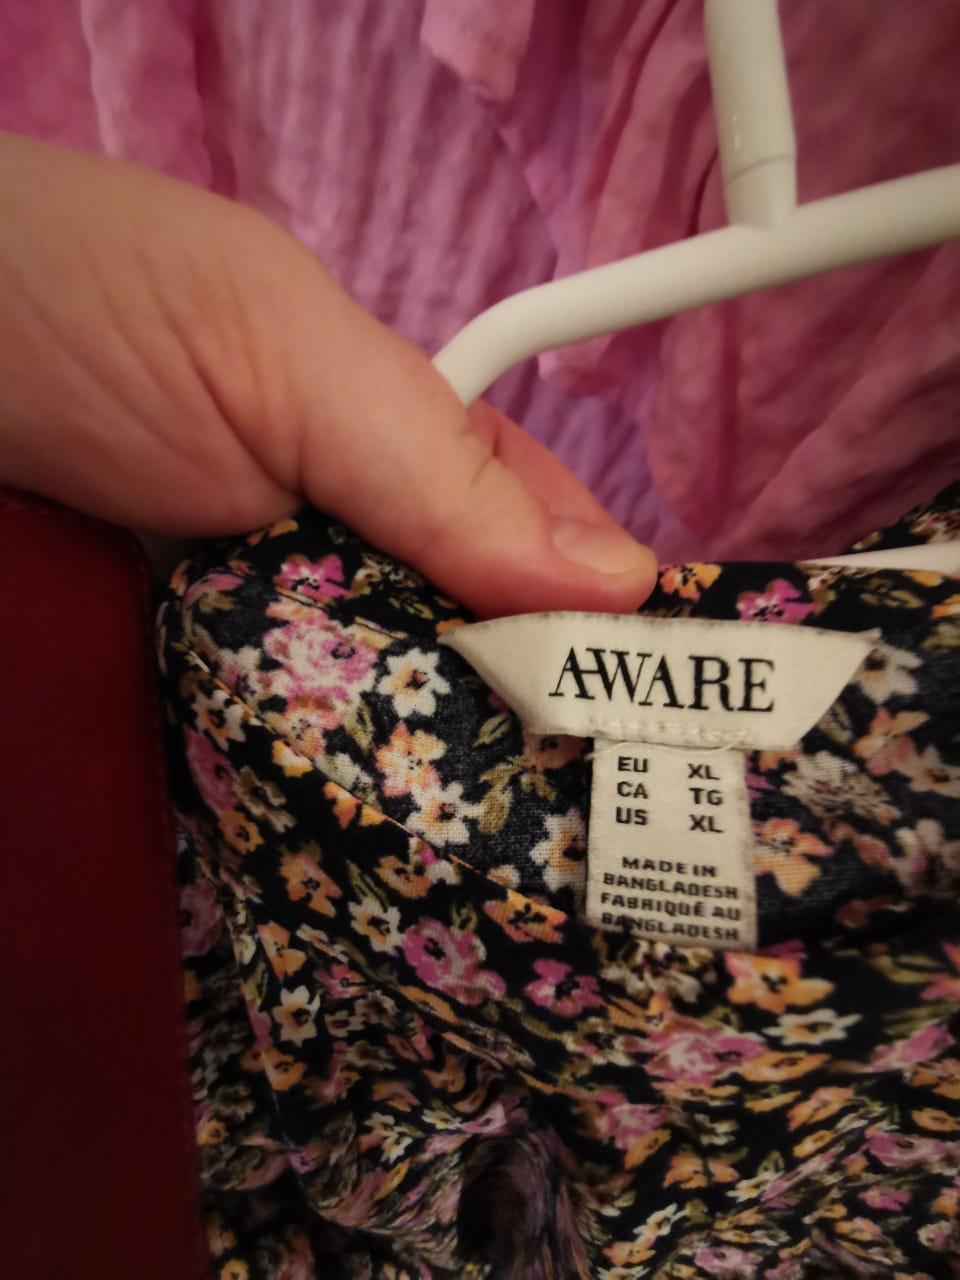 AWARE
EU XL
CA TG
US XL
MADE IN
BANGLADESH
FABRIQUÉ AU
BANGLADESH